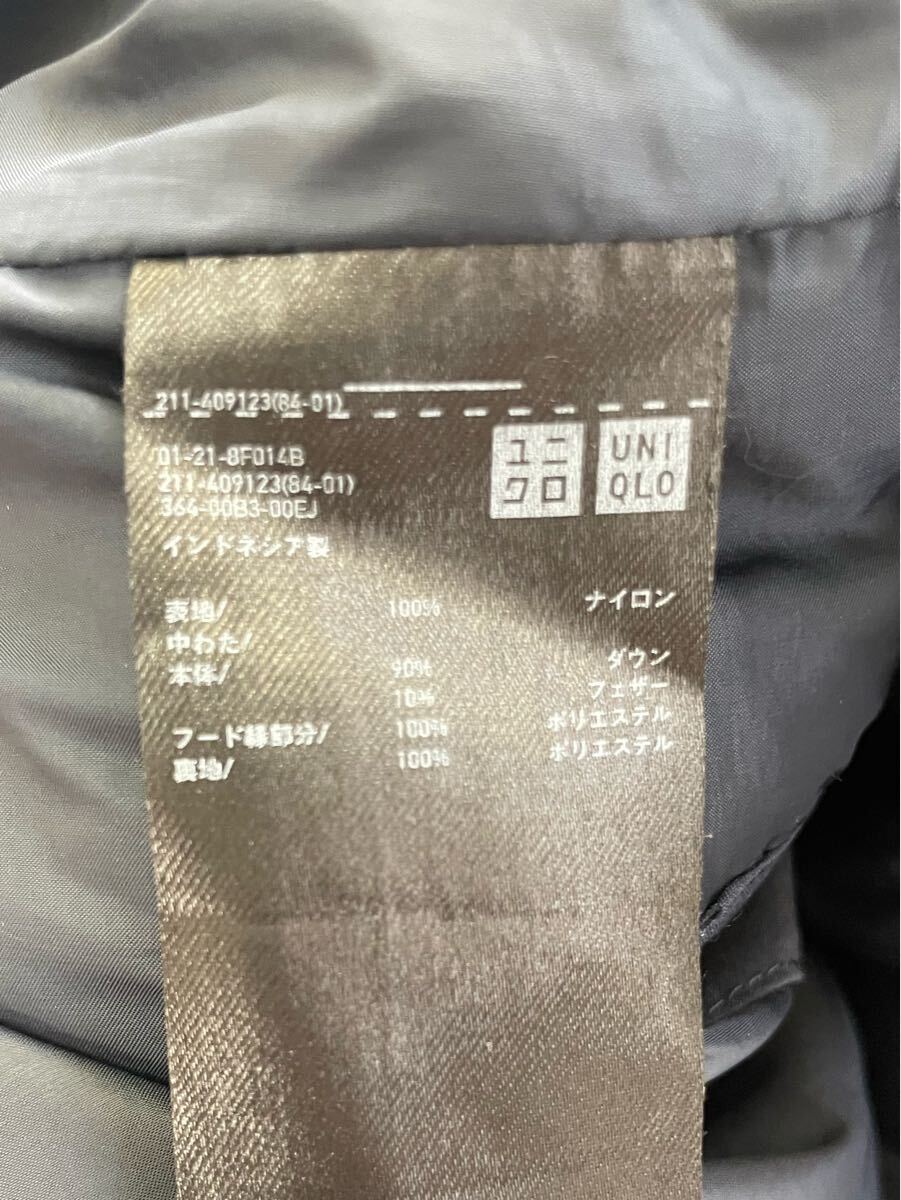 211-409123(84-01)
01-21-8F014B
211-409123(84-01)
364-00B3-00EJ
インドネシア製
ユニ
クロ
UNI
QLO
表地/ 100% ナイロン
中わた/
本体/ 90% ダウン
10% フェザー
フード縁部分/ 100% ポリエステル
裏地/ 100% ポリエステル